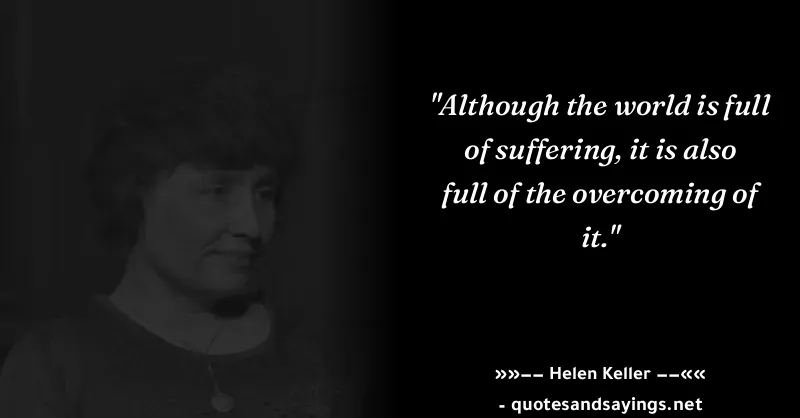 "Although the world is full
of suffering, it is also
full of the overcoming of
it."
»»–– Helen Keller ––««
- quotesandsayings.net